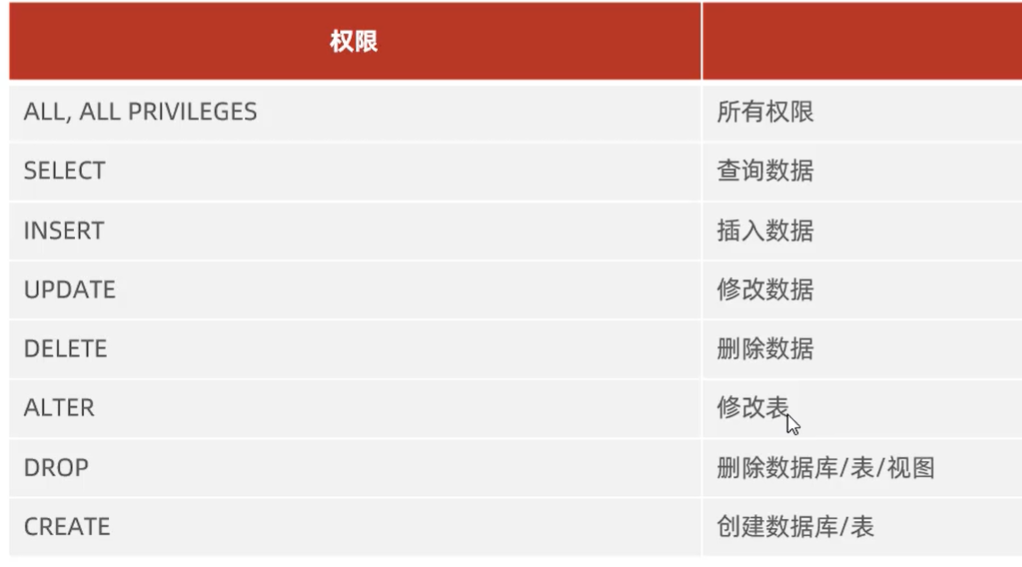 权限
ALL, ALL PRIVILEGES 所有权限
SELECT 查询数据
INSERT 插入数据
UPDATE 修改数据
DELETE 删除数据
ALTER 修改表
DROP 删除数据库/表/视图
CREATE 创建数据库/表